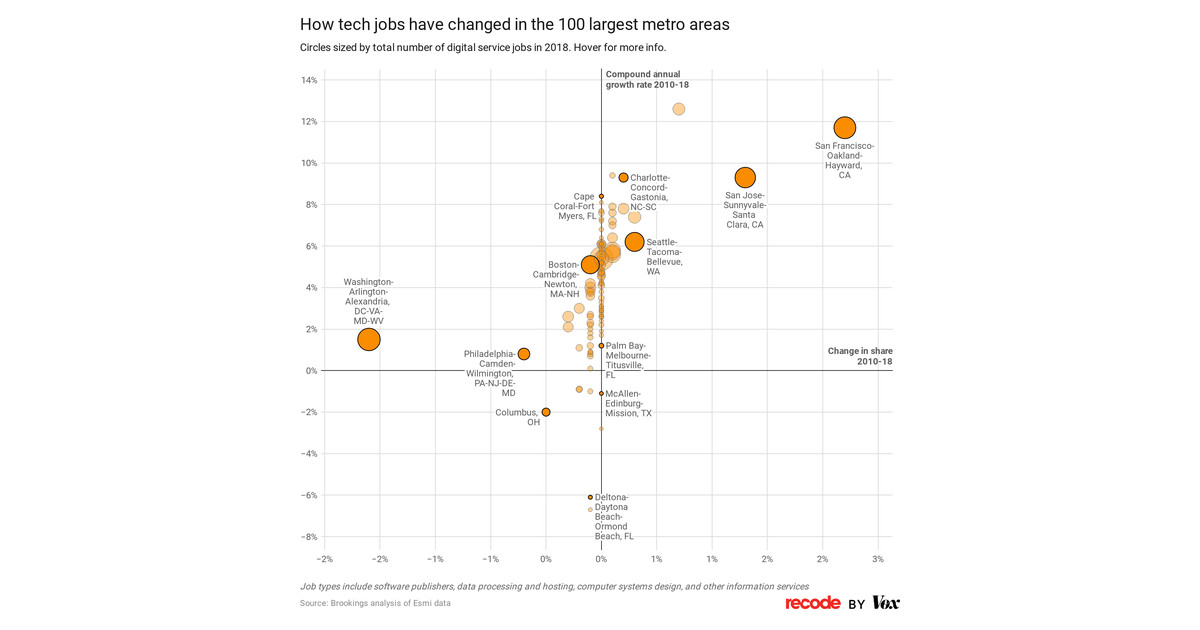 How tech jobs have changed in the 100 largest metro areas
Circles sized by total number of digital service jobs in 2018. Hover for more info.
Compound annual
growth rate 2010-18
14%
12%
10%
8%
6%
4%
2%
0%
−2%
−4%
−6%
−8%
San Francisco-
Oakland-
Hayward,
CA
San Jose-
Sunnyvale-
Santa
Clara, CA
Charlotte-
Concord-
Gastonia,
NC-SC
Cape
Coral-Fort
Myers, FL
Seattle-
Tacoma-
Bellevue,
WA
Boston-
Cambridge-
Newton,
MA-NH
Washington-
Arlington-
Alexandria,
DC-VA-
MD-WV
Philadelphia-
Camden-
Wilmington,
PA-NJ-DE-
MD
Palm Bay-
Melbourne-
Titusville,
FL
Change in share
2010-18
McAllen-
Edinburg-
Mission, TX
Columbus,
OH
Deltona-
Daytona
Beach-
Ormond
Beach, FL
−2%
−2%
−1%
−1%
0%
0%
1%
1%
2%
2%
3%
Job types include software publishers, data processing and hosting, computer systems design, and other information services
Source: Brookings analysis of Esmi data
recode BY Vox